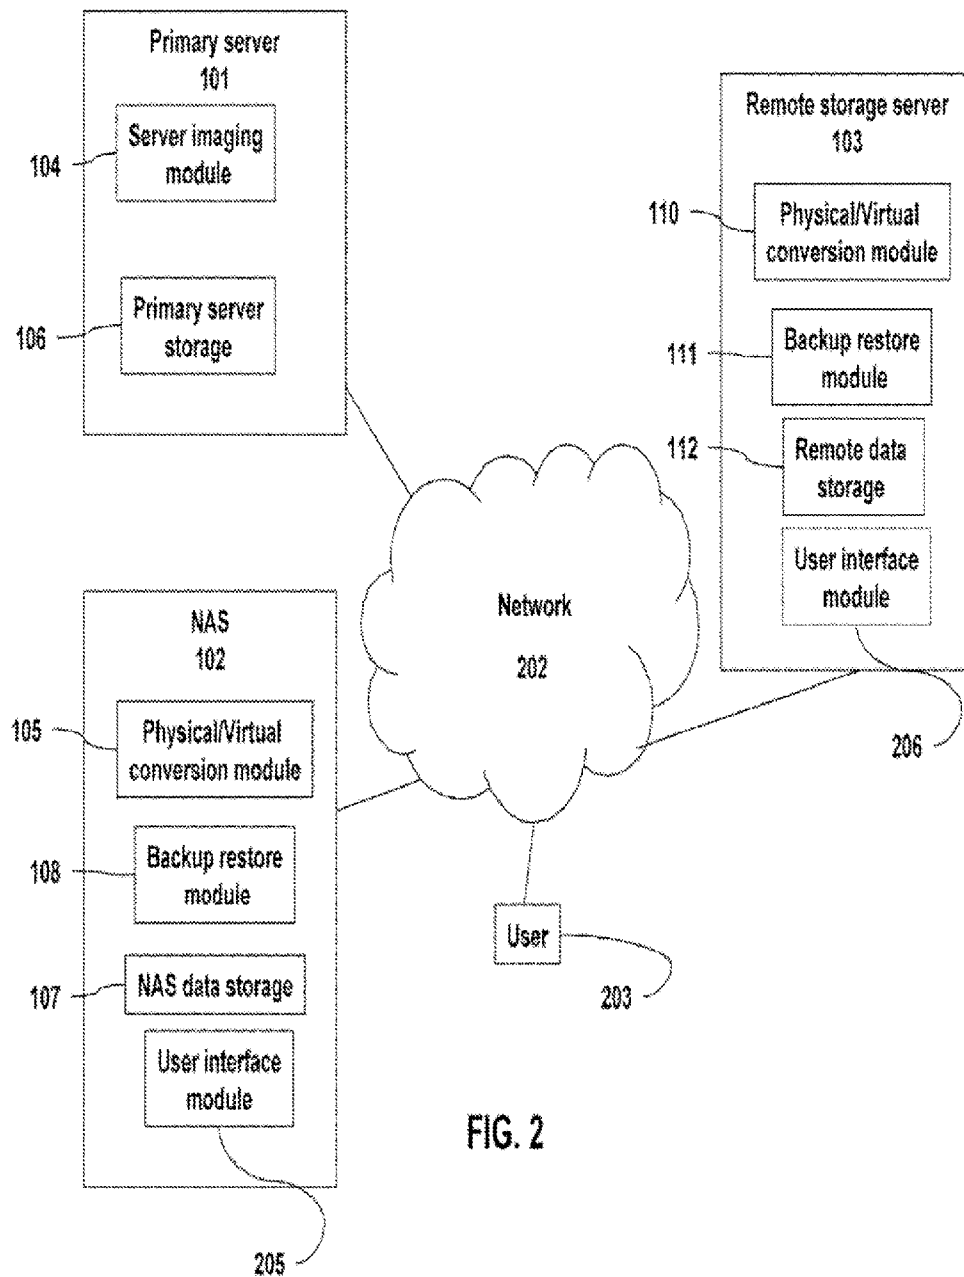 Primary server
101
Server imaging
module
104
Primary server
storage
106
Remote storage server
103
110
Physical/Virtual
conversion module
111
Backup restore
module
112
Remote data
storage
User interface
module
206
Network
202
NAS
102
105
Physical/Virtual
conversion module
108
Backup restore
module
107
NAS data storage
User interface
module
205
User
203
FIG. 2